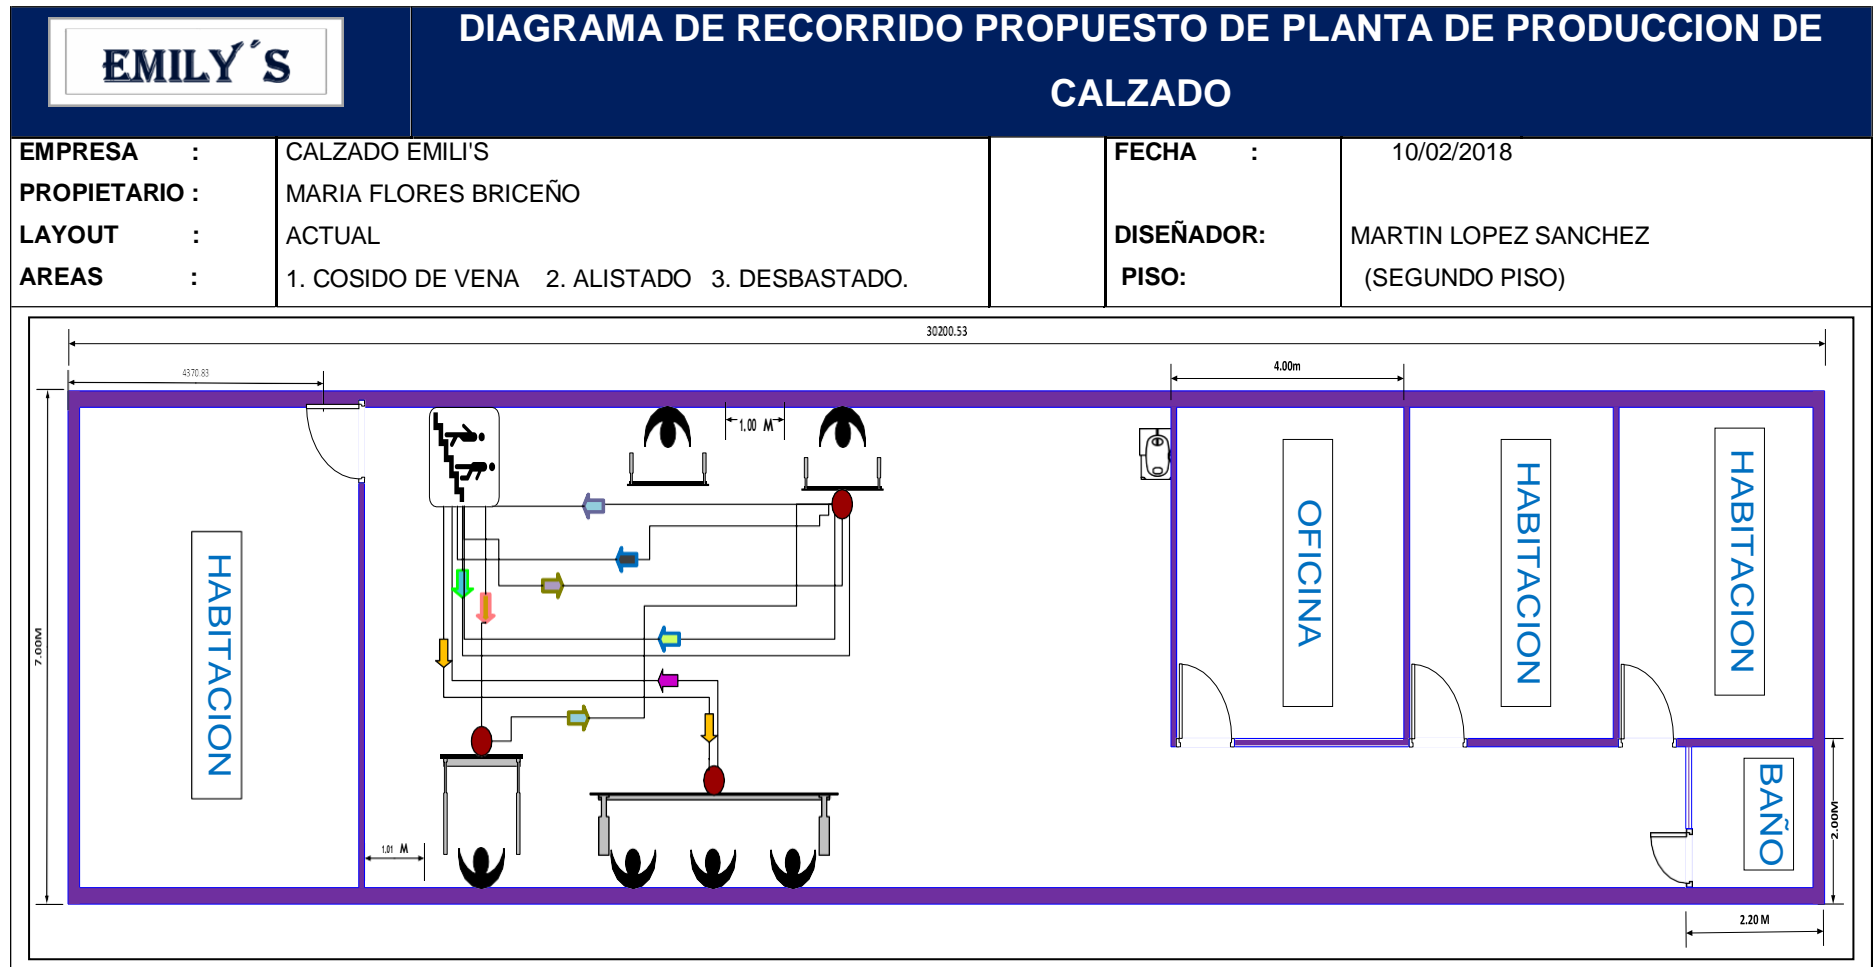 EMILY´S
DIAGRAMA DE RECORRIDO PROPUESTO DE PLANTA DE PRODUCCION DE
CALZADO
EMPRESA : CALZADO EMILI'S FECHA : 10/02/2018
PROPIETARIO : MARIA FLORES BRICEÑO
LAYOUT : ACTUAL DISEÑADOR: MARTIN LOPEZ SANCHEZ
AREAS : 1. COSIDO DE VENA 2. ALISTADO 3. DESBASTADO. PISO: (SEGUNDO PISO)
30200.53
4370.83
4.00m
1.00 M
7.00M
HABITACION
OFICINA
HABITACION
HABITACION
BAÑO
2.00M
1.01 M
2.20 M